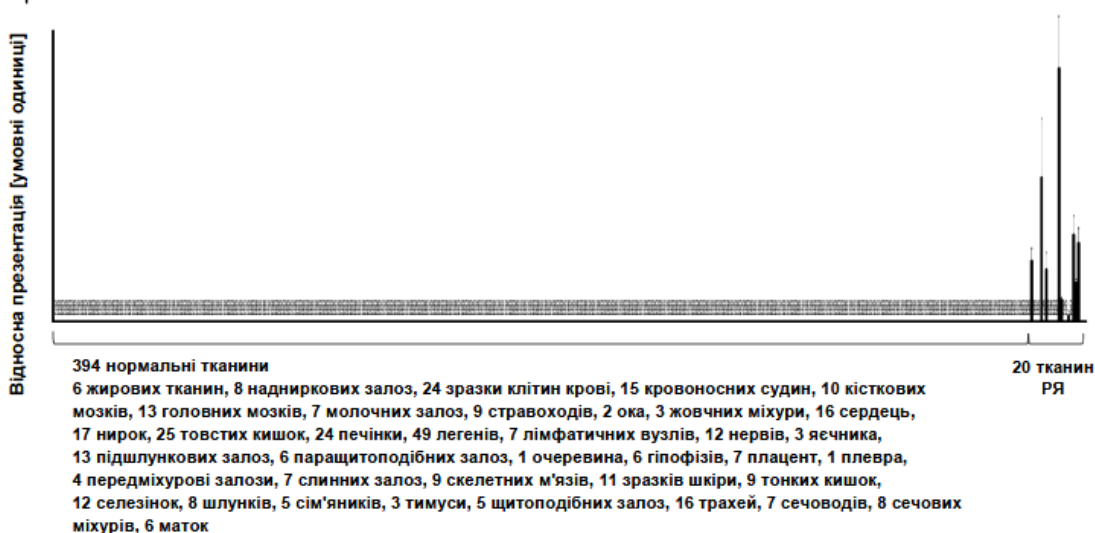 Відносна презентація [умовні одиниці]
394 нормальні тканини
6 жирових тканин, 8 надниркових залоз, 24 зразки клітин крові, 15 кровоносних судин, 10 кісткових
мозків, 13 головних мозків, 7 молочних залоз, 9 стравоходів, 2 ока, 3 жовчних міхури, 16 сердець,
17 нирок, 25 товстих кишок, 24 печінки, 49 легенів, 7 лімфатичних вузлів, 12 нервів, 3 яєчника,
13 підшлункових залоз, 6 паращитоподібних залоз, 1 очеревина, 6 гіпофізів, 7 плацент, 1 плевра,
4 передміхурові залози, 7 слинних залоз, 9 скелетних м'язів, 11 зразків шкіри, 9 тонких кишок,
12 селезінок, 8 шлунків, 5 сім'яників, 3 тимуси, 5 щитоподібних залоз, 16 трахей, 7 сечоводів, 8 сечових
міхурів, 6 маток
20 тканин
РЯ